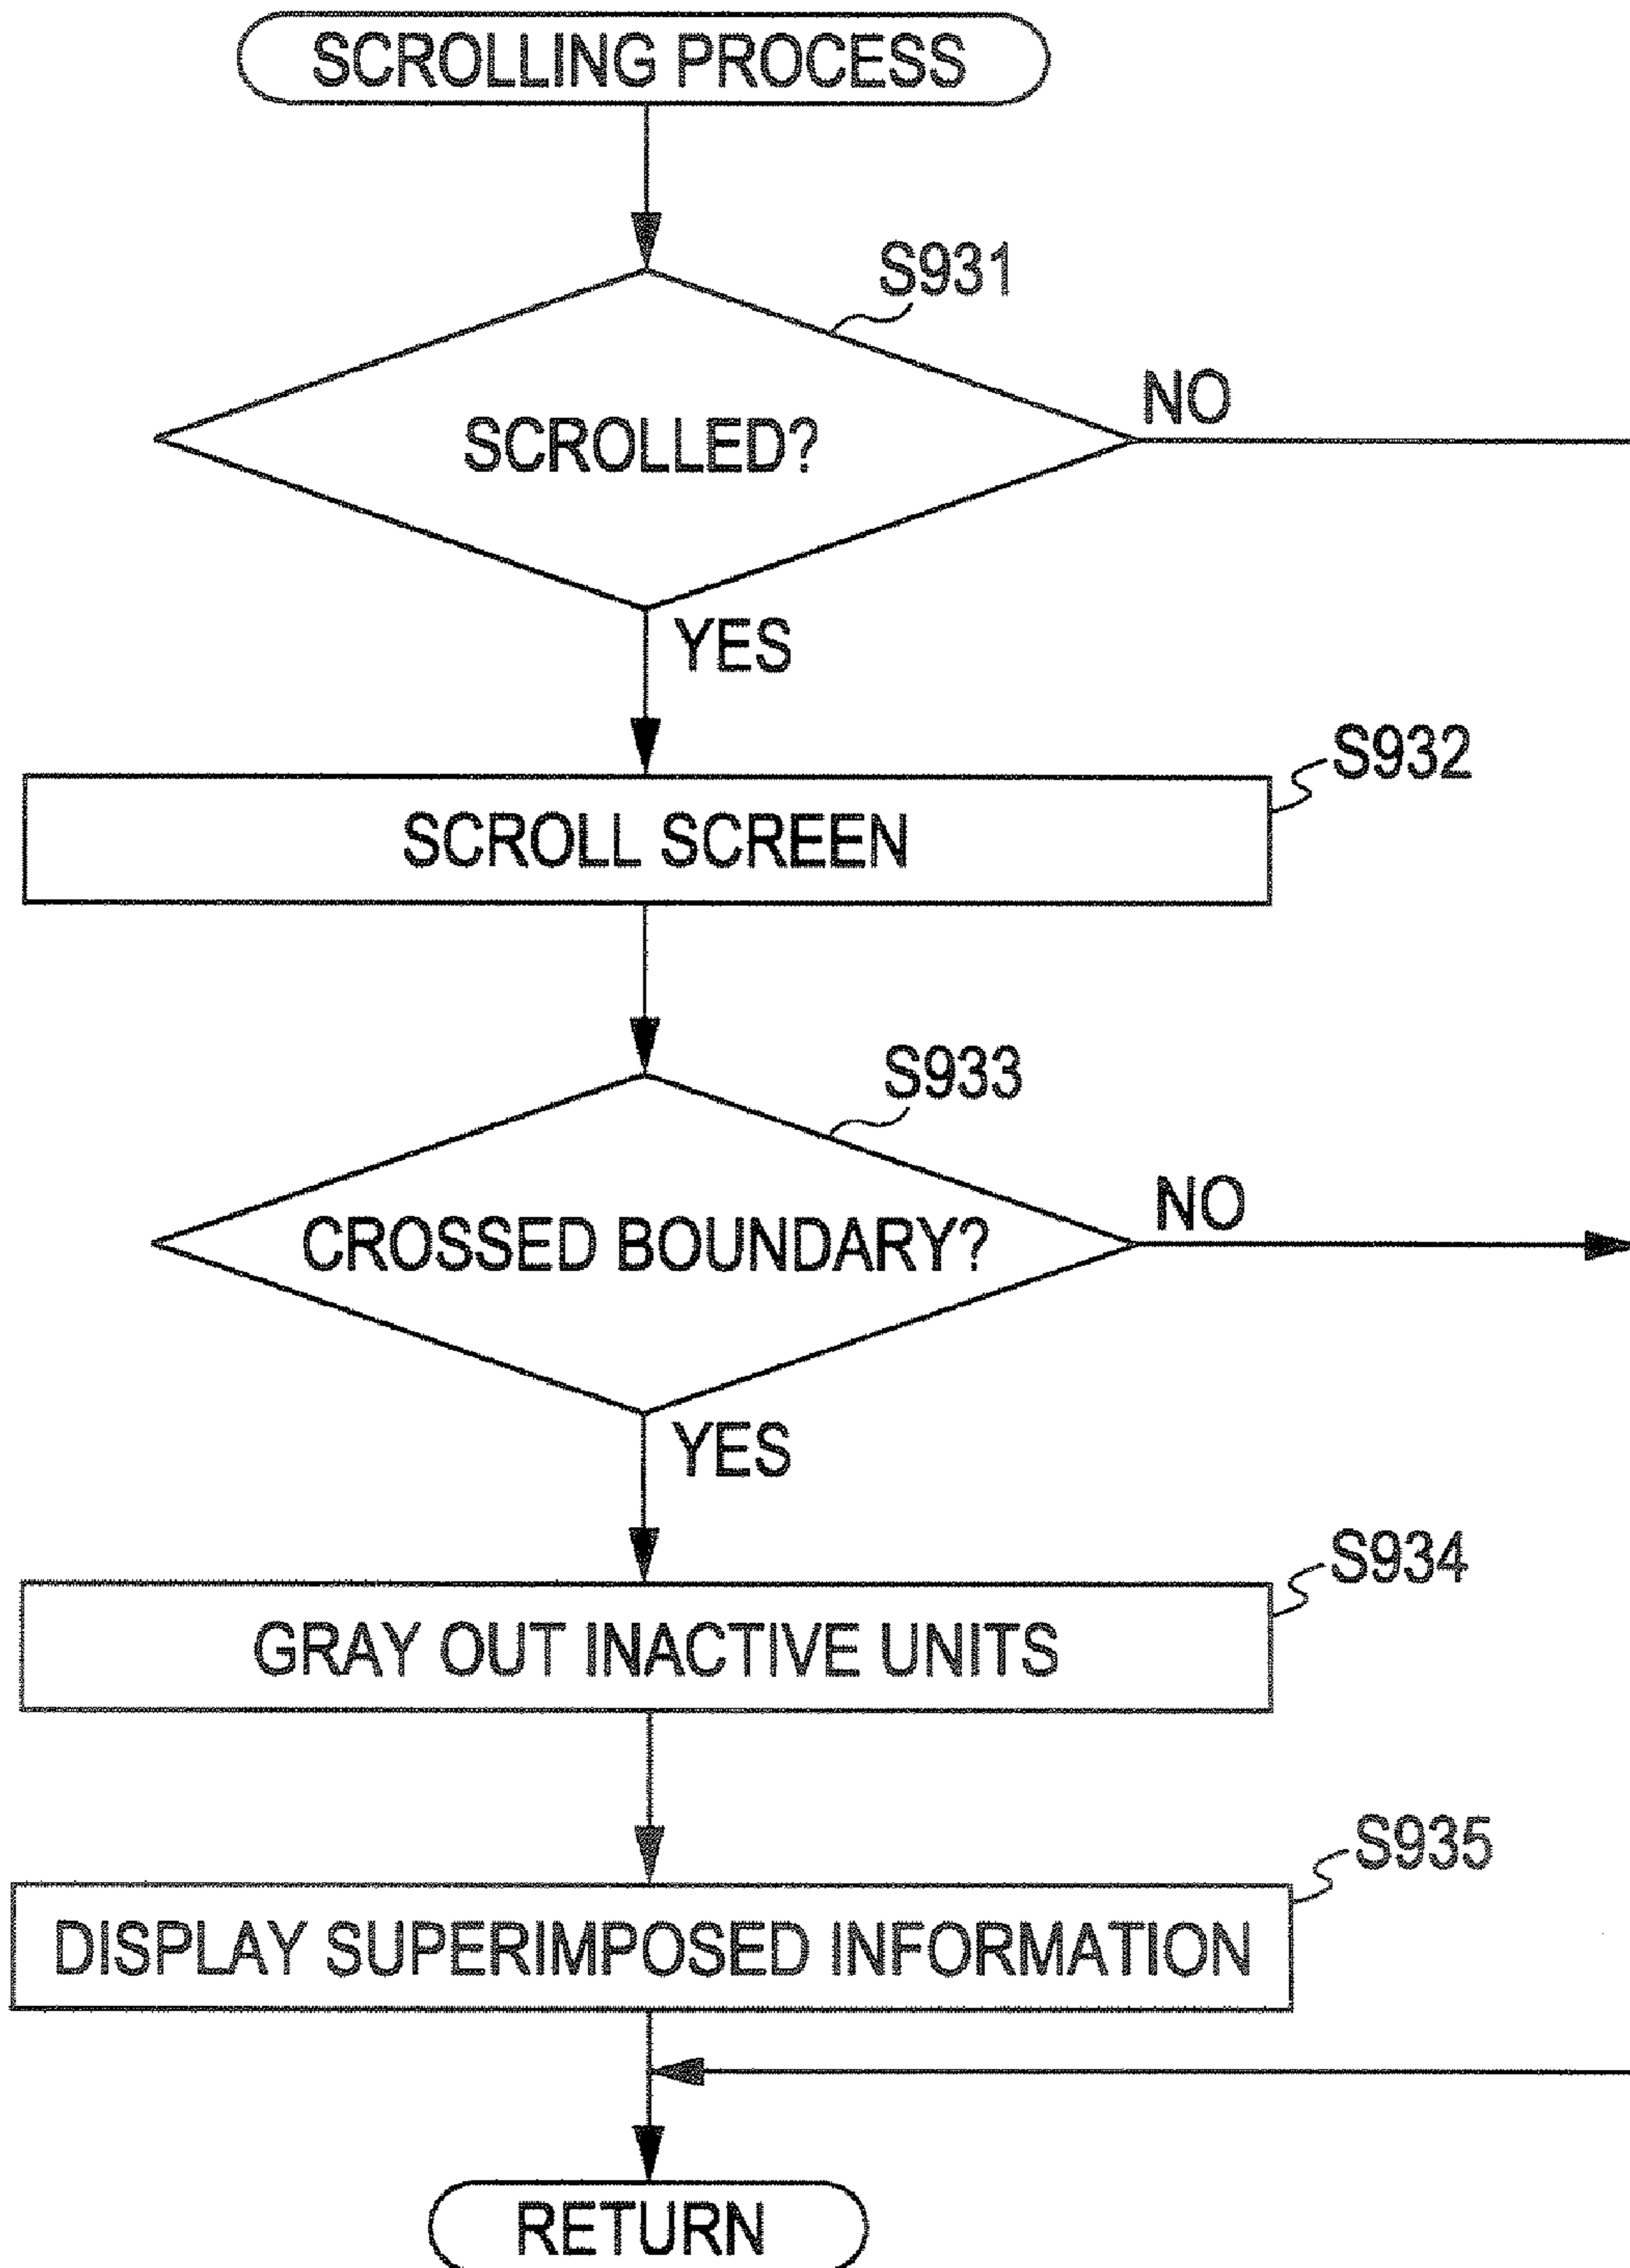 SCROLLING PROCESS
S931
SCROLLED?
NO
YES
S932
SCROLL SCREEN
S933
CROSSED BOUNDARY?
NO
YES
S934
GRAY OUT INACTIVE UNITS
S935
DISPLAY SUPERIMPOSED INFORMATION
RETURN